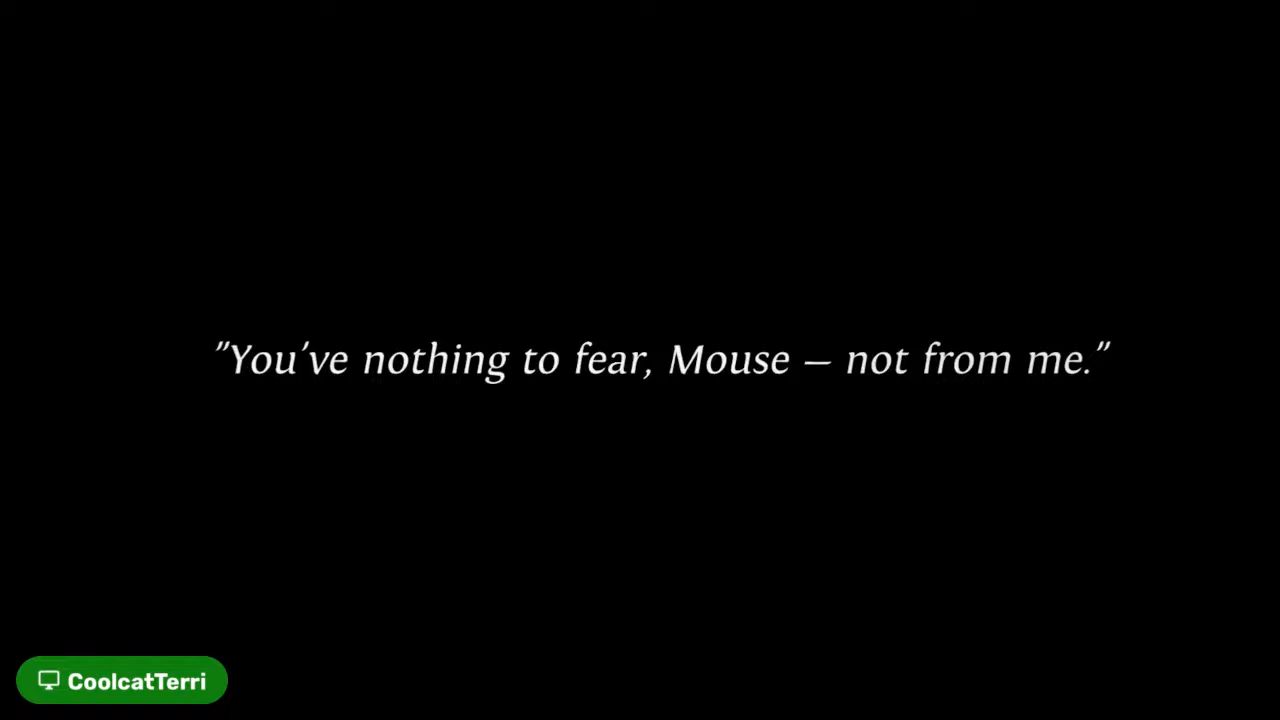 "You've nothing to fear, Mouse — not from me."
CoolcatTerri